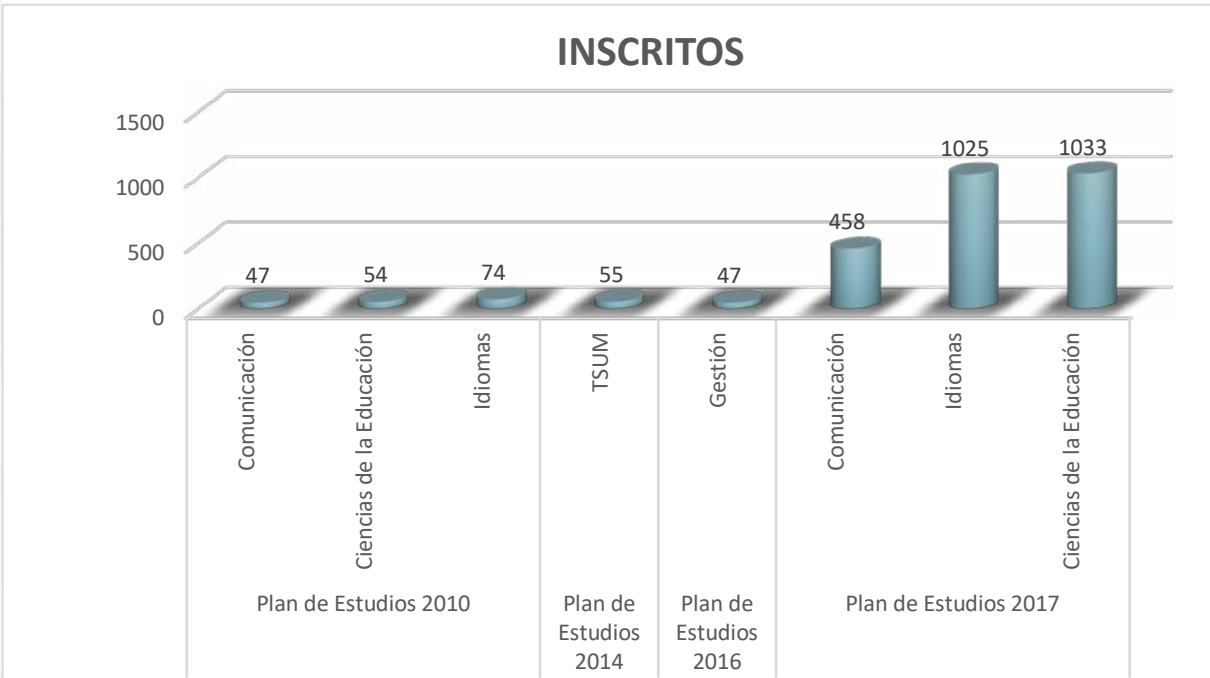 INSCRITOS
1500
1000
500
0
47
54
74
55
47
458
1025
1033
Comunicación
Ciencias de la Educación
Idiomas
TSUM
Gestión
Comunicación
Idiomas
Ciencias de la Educación
Plan de Estudios 2010
Plan de
Estudios
2014
Plan de
Estudios
2016
Plan de Estudios 2017